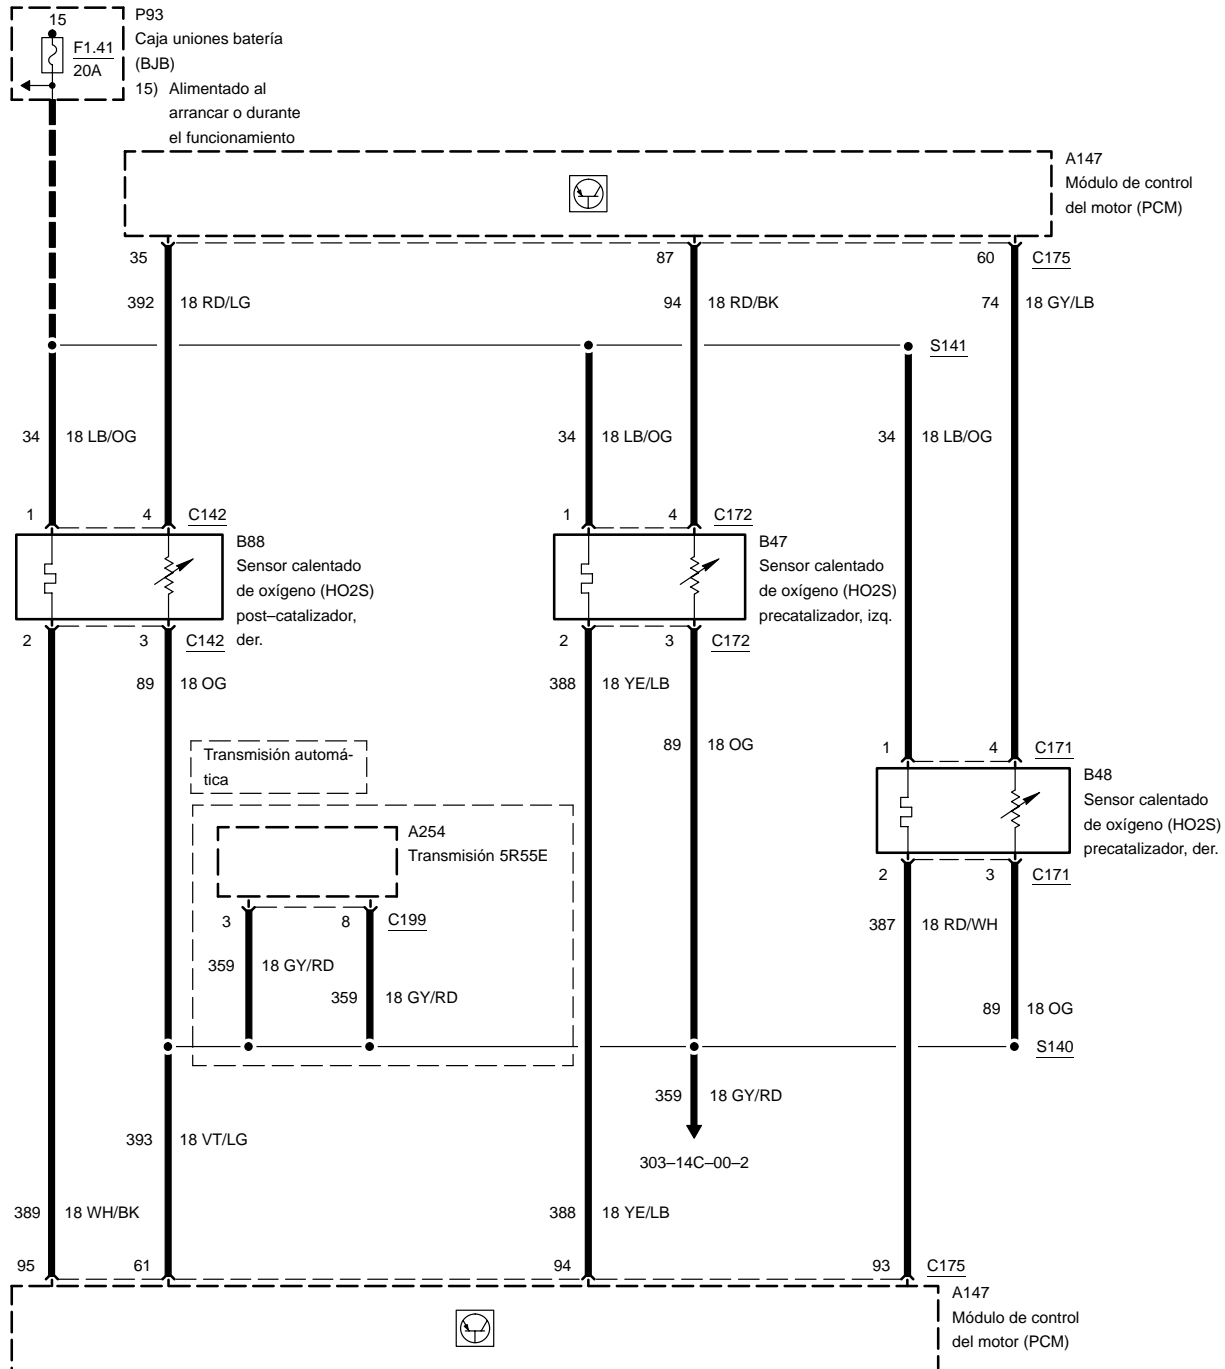 15
F1.41
20A
P93
Caja uniones batería
(BJB)
15) Alimentado al
arrancar o durante
el funcionamiento
A147
Módulo de control
del motor (PCM)
35
87
60
C175
392
18 RD/LG
94
18 RD/BK
74
18 GY/LB
S141
34
18 LB/OG
34
18 LB/OG
34
18 LB/OG
1
4
C142
1
4
C172
B88
Sensor calentado
de oxígeno (HO2S)
post–catalizador,
der.
B47
Sensor calentado
de oxígeno (HO2S)
precatalizador, izq.
2
3
C142
2
3
C172
89
18 OG
388
18 YE/LB
89
18 OG
1
4
C171
Transmisión automá-
tica
B48
Sensor calentado
de oxígeno (HO2S)
precatalizador, der.
A254
Transmisión 5R55E
2
3
C171
3
8
C199
387
18 RD/WH
359
18 GY/RD
359
18 GY/RD
89
18 OG
S140
359
18 GY/RD
393
18 VT/LG
303–14C–00–2
389
18 WH/BK
388
18 YE/LB
95
61
94
93
C175
A147
Módulo de control
del motor (PCM)